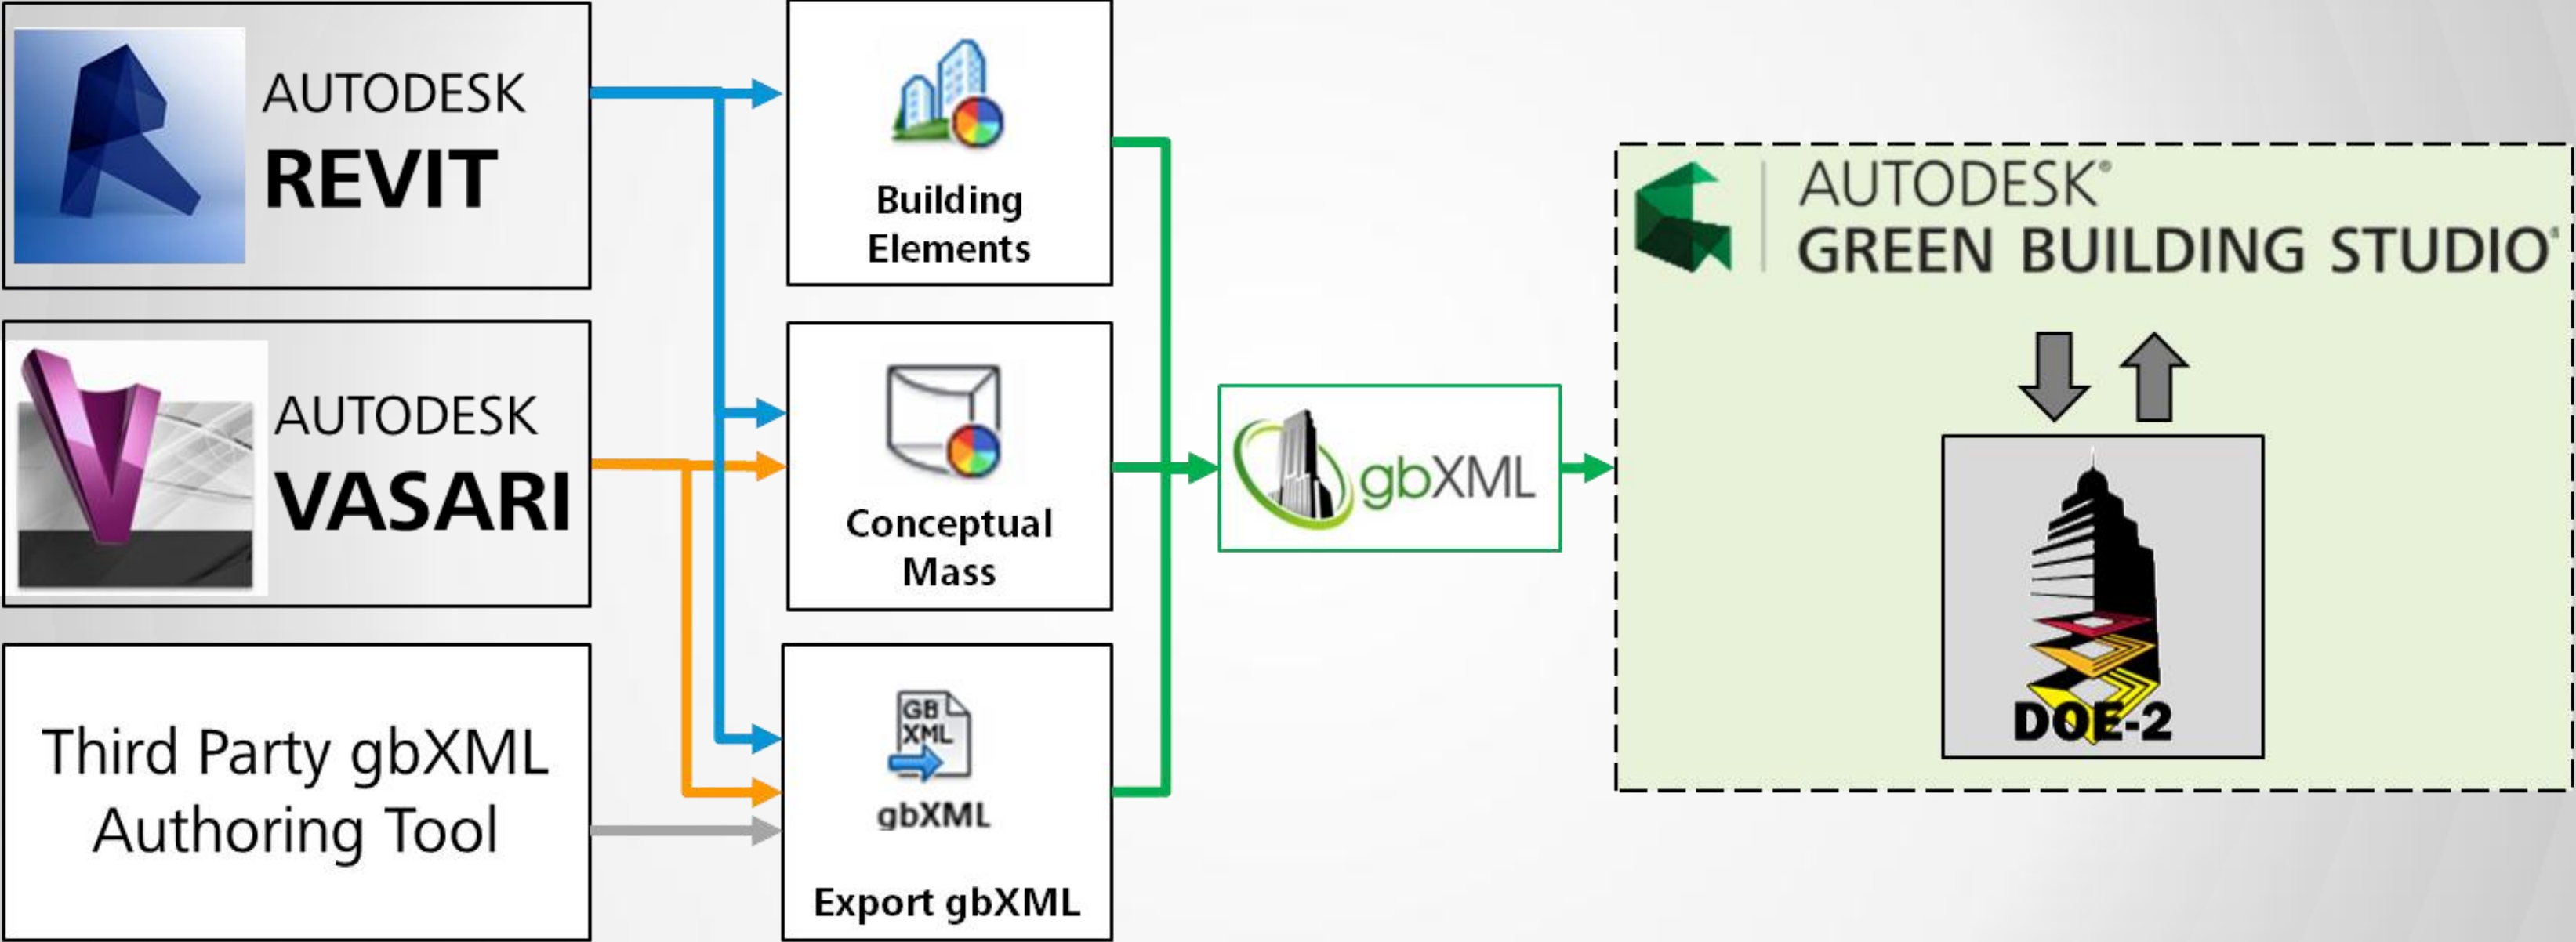 AUTODESK
REVIT
AUTODESK
VASARI
Third Party gbXML
Authoring Tool
Building
Elements
Conceptual
Mass
GB
XML
gbXML
Export gbXML
gbXML
AUTODESK®
GREEN BUILDING STUDIO®
DOE-2